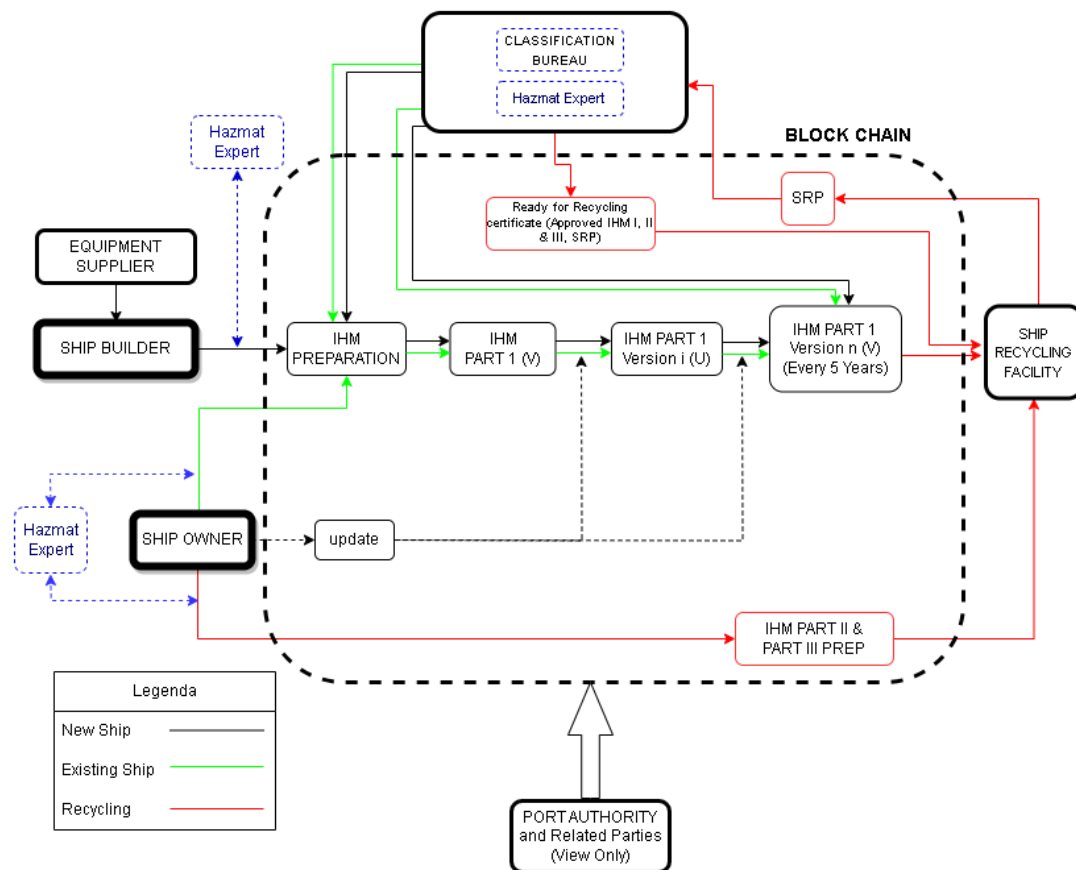 CLASSIFICATION
BUREAU
Hazmat Expert
Hazmat
Expert
BLOCK CHAIN
SRP
Ready for Recycling
certificate (Approved IHM I, II
& III, SRP)
EQUIPMENT
SUPPLIER
SHIP BUILDER
IHM
PREPARATION
IHM
PART 1 (V)
IHM PART 1
Version i (U)
IHM PART 1
Version n (V)
(Every 5 Years)
SHIP
RECYCLING
FACILITY
Hazmat
Expert
SHIP OWNER
update
IHM PART II &
PART III PREP
Legenda
New Ship
Existing Ship
Recycling
PORT AUTHORITY
and Related Parties
(View Only)